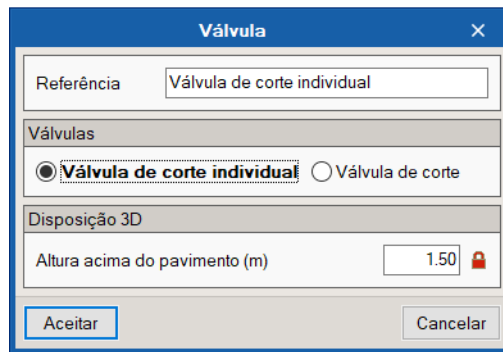 Válvula
Referência Válvula de corte individual
Válvulas
Válvula de corte individual Válvula de corte
Disposição 3D
Altura acima do pavimento (m) 1.50
Aceitar Cancelar